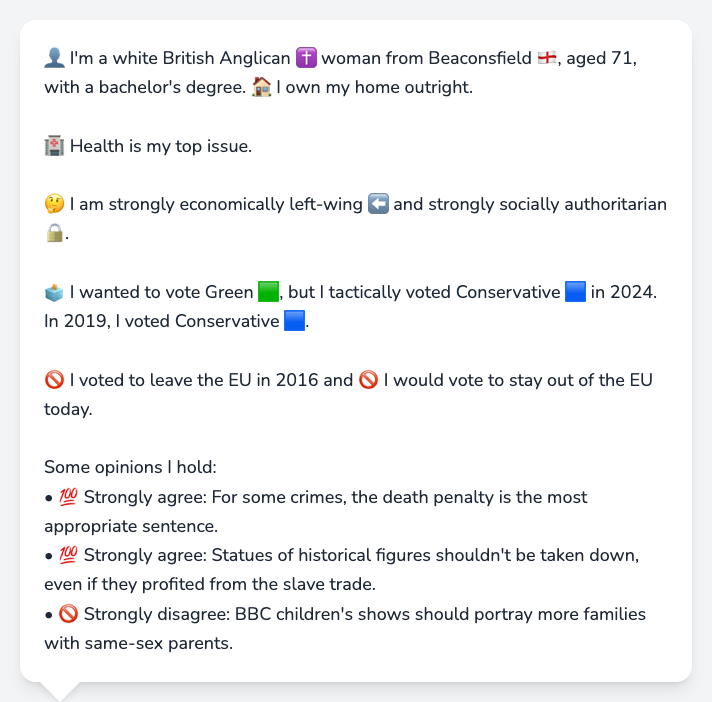 👤 I'm a white British Anglican ✝️ woman from Beaconsfield 🏴󠁧󠁢󠁥󠁮󠁧󠁿, aged 71,
with a bachelor's degree. 🏠 I own my home outright.
🏥 Health is my top issue.
🤔 I am strongly economically left-wing ⬅️ and strongly socially authoritarian
🔒.
🗳️ I wanted to vote Green 🟩, but I tactically voted Conservative 🟦 in 2024.
In 2019, I voted Conservative 🟦.
🚫 I voted to leave the EU in 2016 and 🚫 I would vote to stay out of the EU
today.
Some opinions I hold:
• 💯 Strongly agree: For some crimes, the death penalty is the most
appropriate sentence.
• 💯 Strongly agree: Statues of historical figures shouldn't be taken down,
even if they profited from the slave trade.
• 🚫 Strongly disagree: BBC children's shows should portray more families
with same-sex parents.